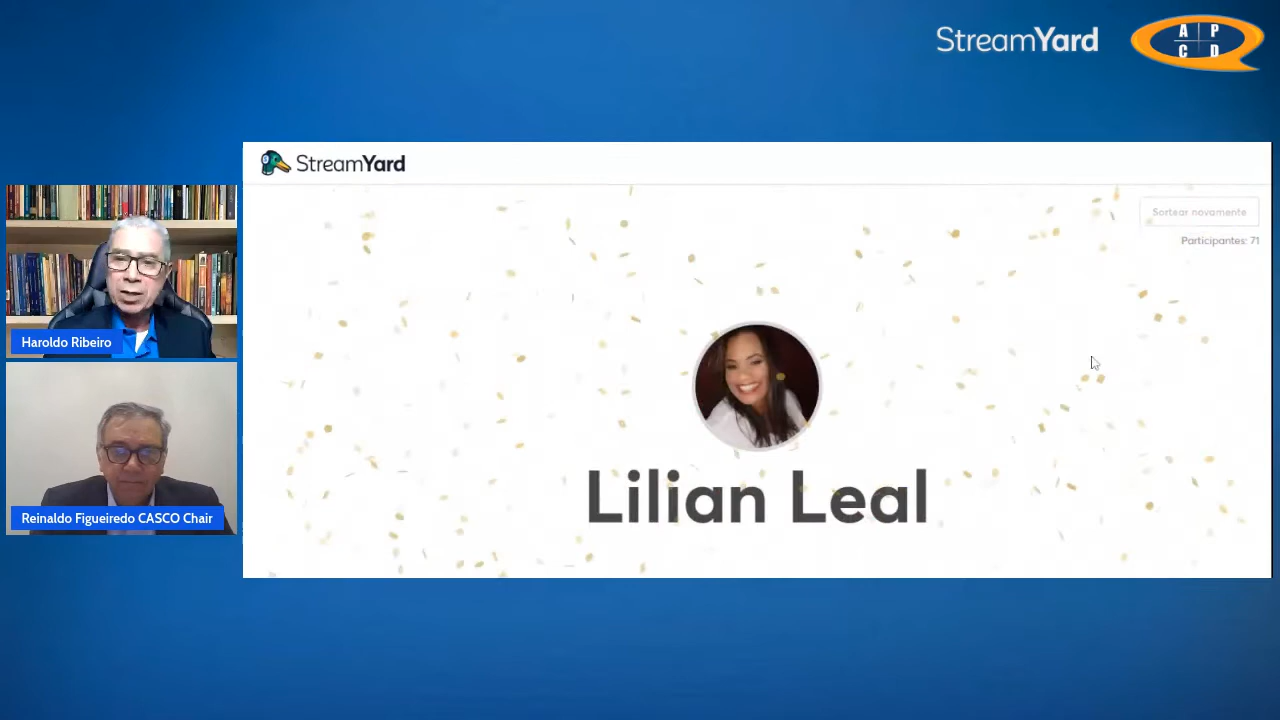 StreamYard
A P
C D
StreamYard
Sortear novamente
Participantes: 71
Haroldo Ribeiro
Reinaldo Figueiredo CASCO Chair
Lilian Leal